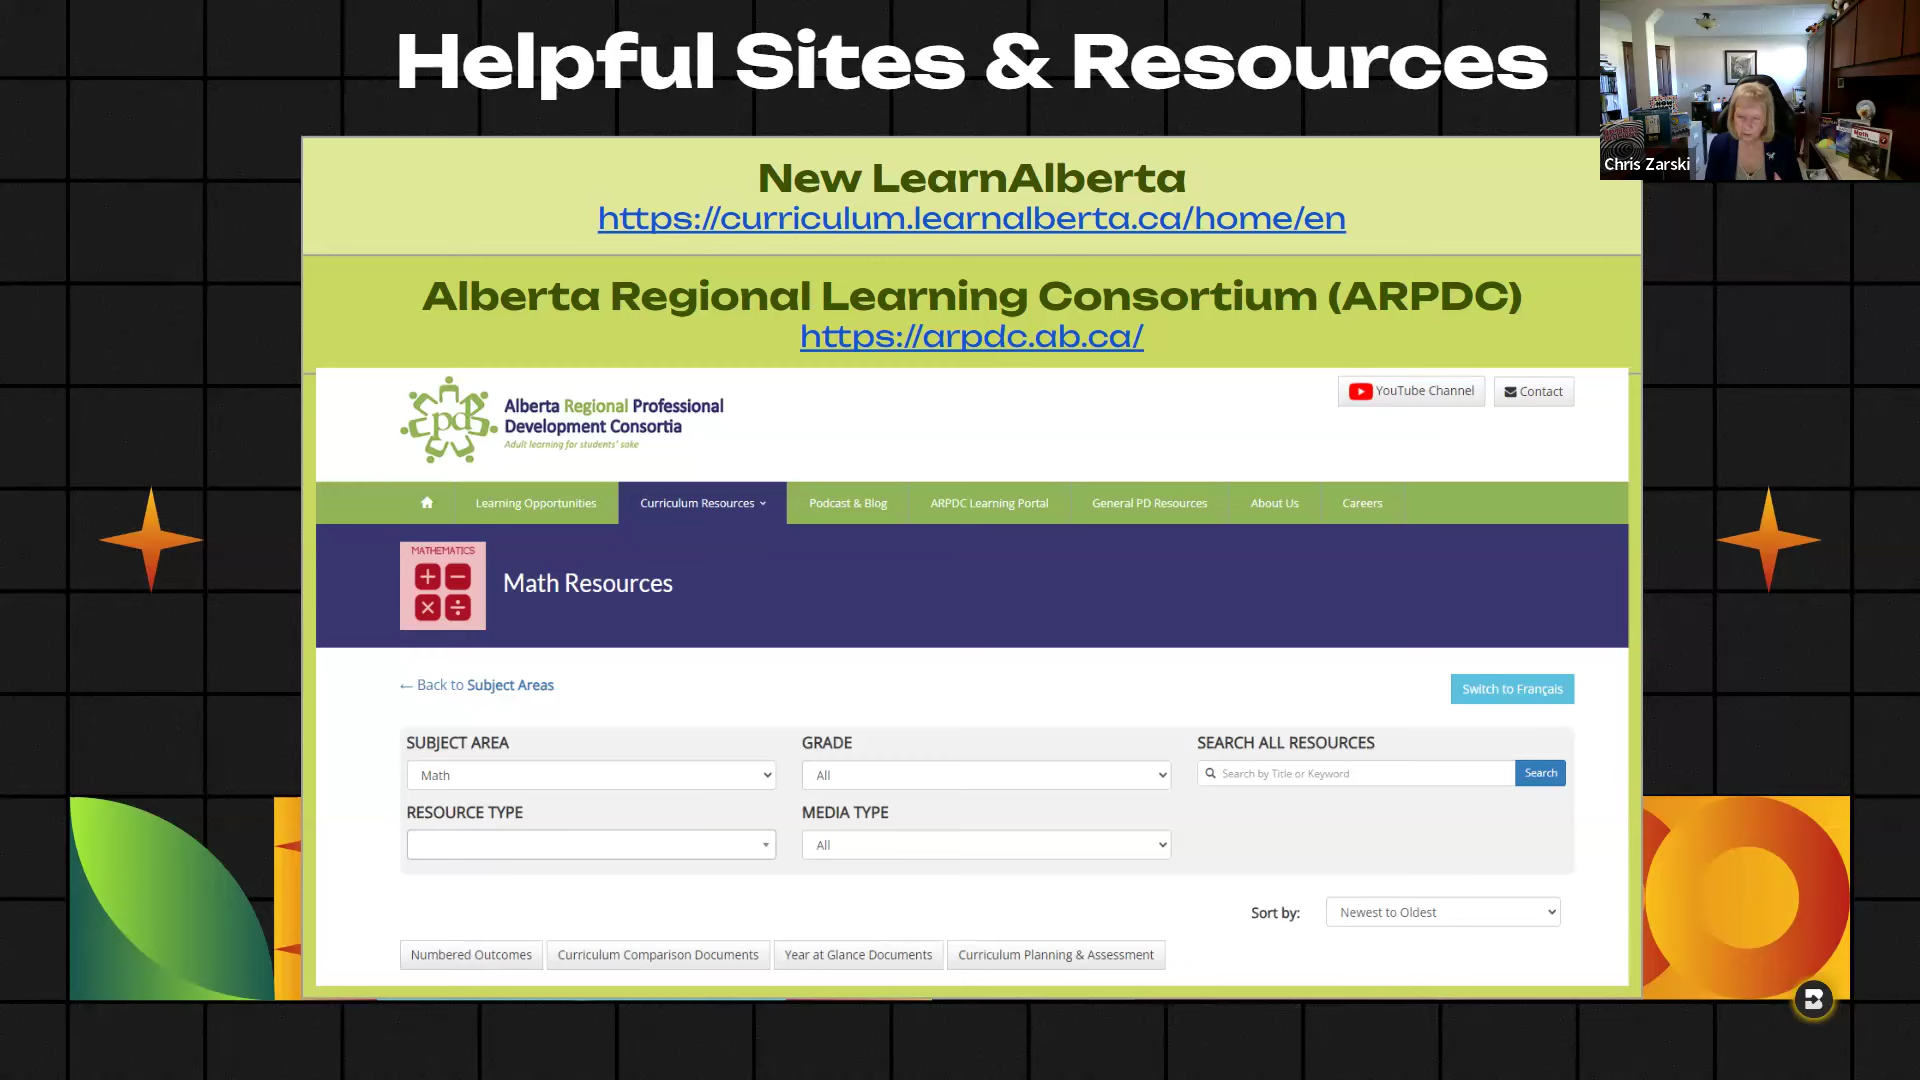 Helpful Sites & Resources
Chris Zarski
New LearnAlberta
https://curriculum.learnalberta.ca/home/en
Alberta Regional Learning Consortium (ARPDC)
https://arpdc.ab.ca/
pd
Alberta Regional Professional
Development Consortia
Adult learning for students' sake
YouTube Channel
Contact
Learning Opportunities
Curriculum Resources
Podcast & Blog
ARPDC Learning Portal
General PD Resources
About Us
Careers
MATHEMATICS
+ −
× ÷
Math Resources
← Back to Subject Areas
Switch to Français
SUBJECT AREA
Math
GRADE
All
SEARCH ALL RESOURCES
Search by Title or Keyword
Search
RESOURCE TYPE
MEDIA TYPE
All
Sort by:
Newest to Oldest
Numbered Outcomes
Curriculum Comparison Documents
Year at Glance Documents
Curriculum Planning & Assessment